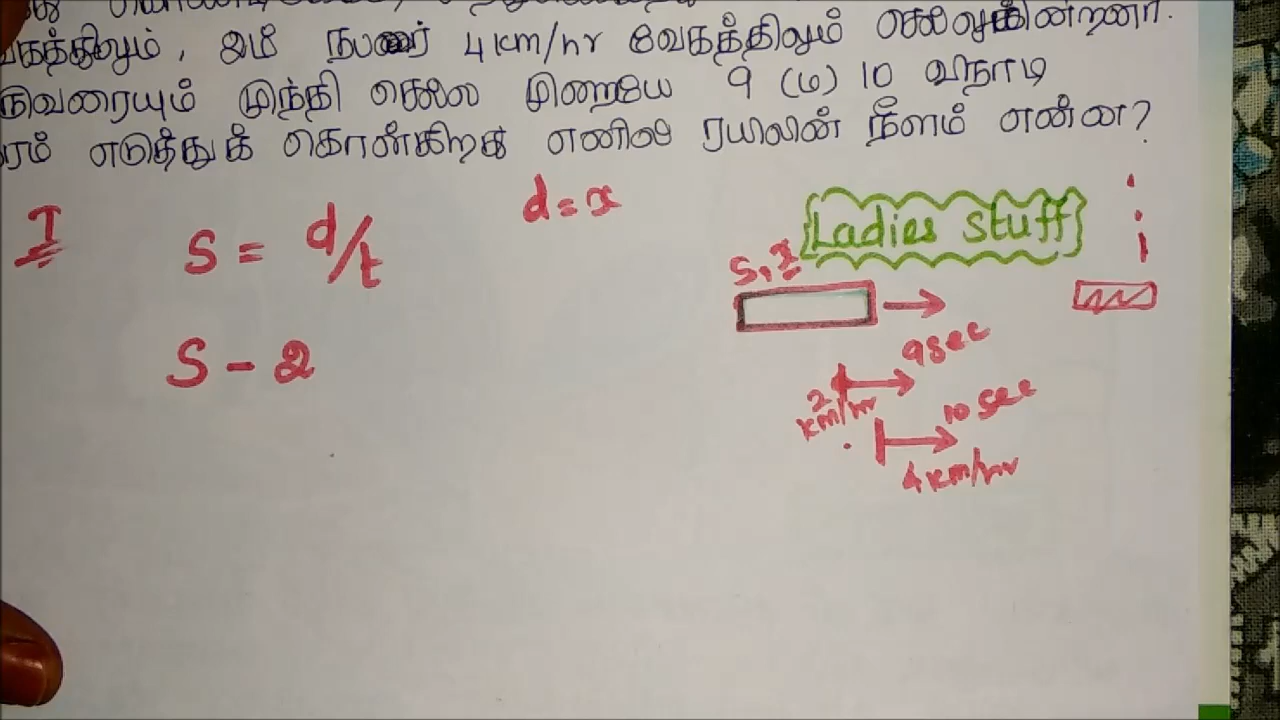 வேகத்திலும், 2ம் நபர் 4km/hr வேகத்திலும் செல்கின்றனர்.
இருவரையும் முந்தி செல்ல முறையே 9 (ம) 10 வினாடி
நேரம் எடுத்துக் கொள்கிறது எனில் ரயிலின் நீளம் என்ன?
I
S = d/t
d = x
Ladies stuff
S, x
S - 2
9 sec
2 km/hr
10 sec
4 km/hr